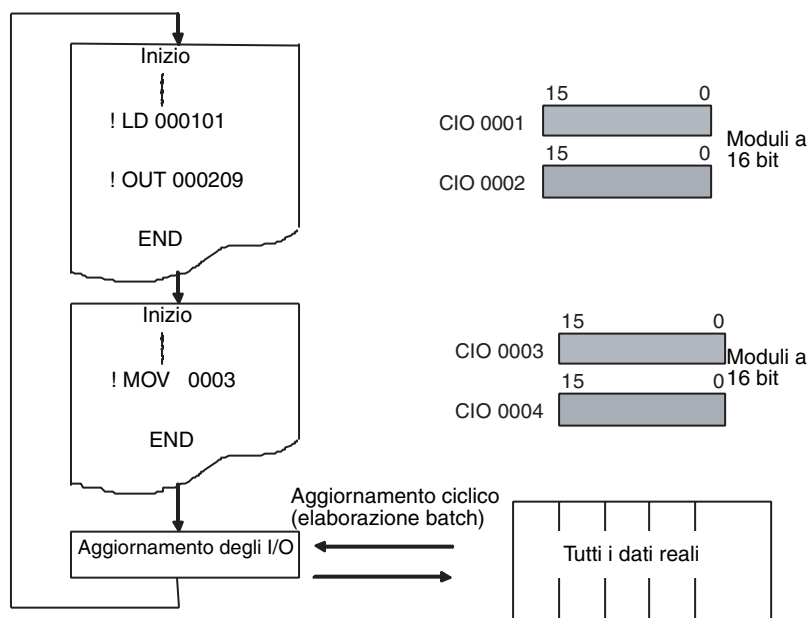 Inizio
! LD 000101
! OUT 000209
END
15 0
CIO 0001
15 0
CIO 0002
Moduli a
16 bit
Inizio
! MOV 0003
END
15 0
CIO 0003
15 0
CIO 0004
Moduli a
16 bit
Aggiornamento ciclico
(elaborazione batch)
Aggiornamento degli I/O
Tutti i dati reali